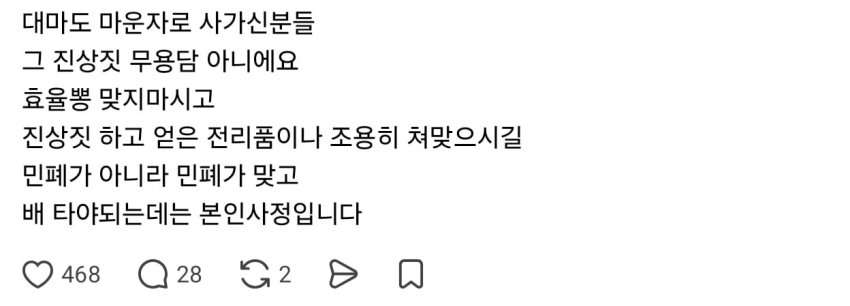 대마도 마운자로 사가신분들
그 진상짓 무용담 아니에요
효율뽕 맞지마시고
진상짓 하고 얻은 전리품이나 조용히 쳐맞으시길
민폐가 아니라 민폐가 맞고
배 타야되는데는 본인사정입니다
468 28 2